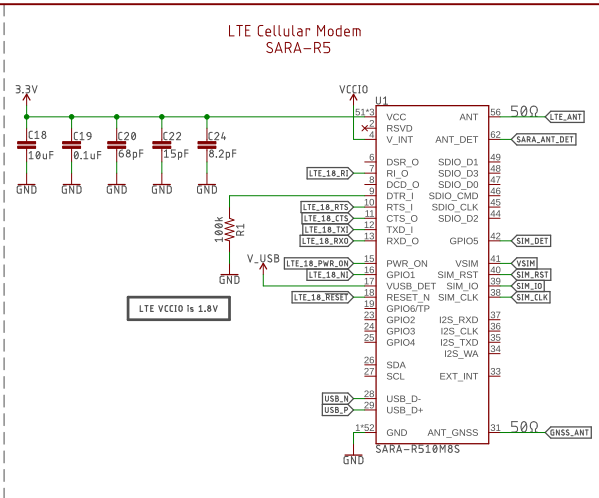 LTE Cellular Modem
SARA-R5
3.3V
VCCIO
U1
C18
10uF
C19
0.1uF
C20
68pF
C22
15pF
C24
8.2pF
GND
GND
GND
GND
GND
51*3 VCC
2 RSVD
4 V_INT
6 DSR_O
LTE_18_RI 7 RI_O
8 DCD_O
9 DTR_I
LTE_18_RTS 10 RTS_I
LTE_18_CTS 11 CTS_O
LTE_18_TXI 12 TXD_I
LTE_18_RXO 13 RXD_O
100k
R1
GND
V_USB
LTE_18_PWR_ON 15 PWR_ON
LTE_18_NI 16 GPIO1
17 VUSB_DET
LTE_18_RESET 18 RESET_N
19 GPIO6/TP
23 GPIO2
24 GPIO3
25 GPIO4
26 SDA
27 SCL
USB_N 28 USB_D-
USB_P 29 USB_D+
1*52 GND
GND
LTE VCCIO is 1.8V
ANT 56 50Ω LTE_ANT
ANT_DET 62 SARA_ANT_DET
SDIO_D1 49
SDIO_D3 48
SDIO_D0 47
SDIO_CMD 46
SDIO_CLK 45
SDIO_D2 44
GPIO5 42 SIM_DET
VSIM 41 VSIM
SIM_RST 40 SIM_RST
SIM_IO 39 SIM_IO
SIM_CLK 38 SIM_CLK
I2S_RXD 37
I2S_CLK 36
I2S_TXD 35
I2S_WA 34
EXT_INT 33
ANT_GNSS 31 50Ω GNSS_ANT
SARA-R510M8S